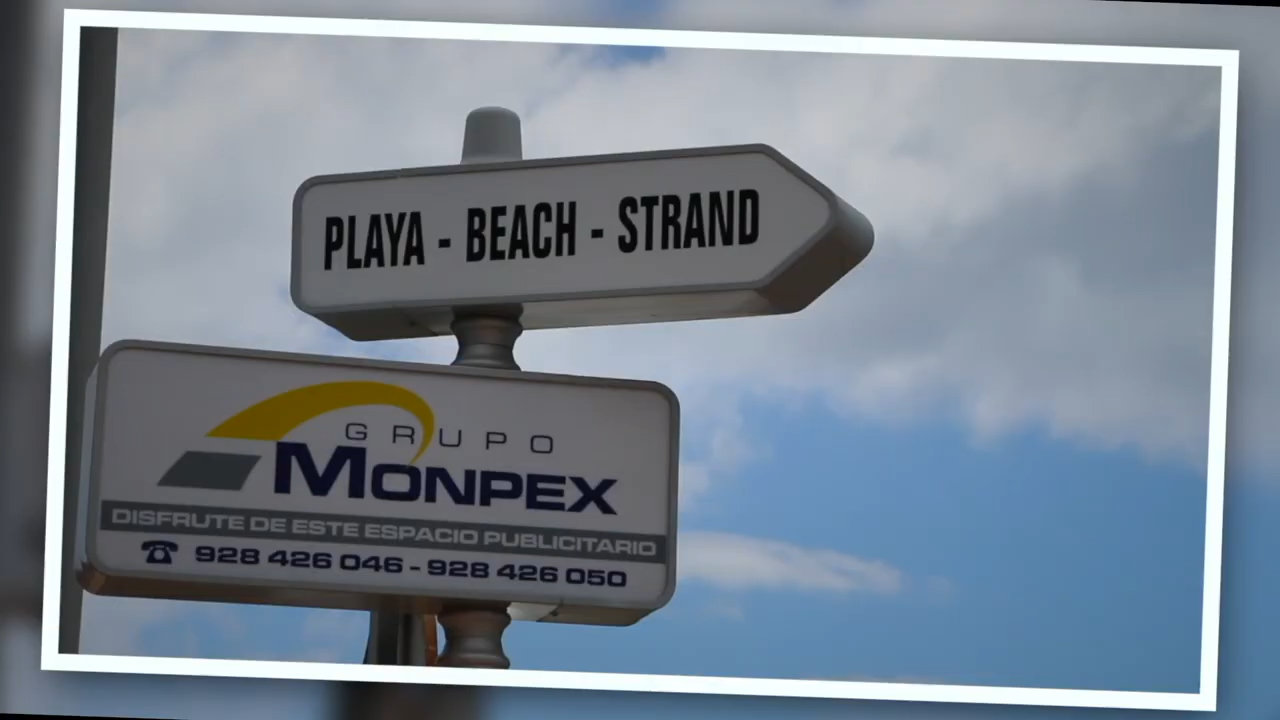 PLAYA - BEACH - STRAND
GRUPO
MONPEX
DISFRUTE DE ESTE ESPACIO PUBLICITARIO
928 426 046 - 928 426 050